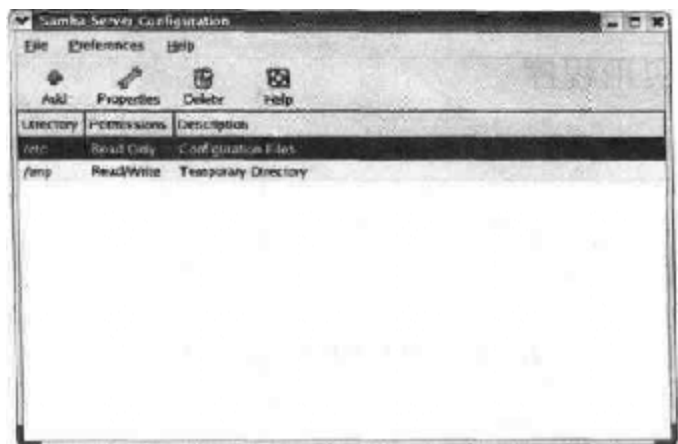 Samba Server Configuration
File Preferences Help
Add Properties Delete Help
Directory Permissions Description
/etc Read Only Configuration Files
/tmp Read/Write Temporary Directory